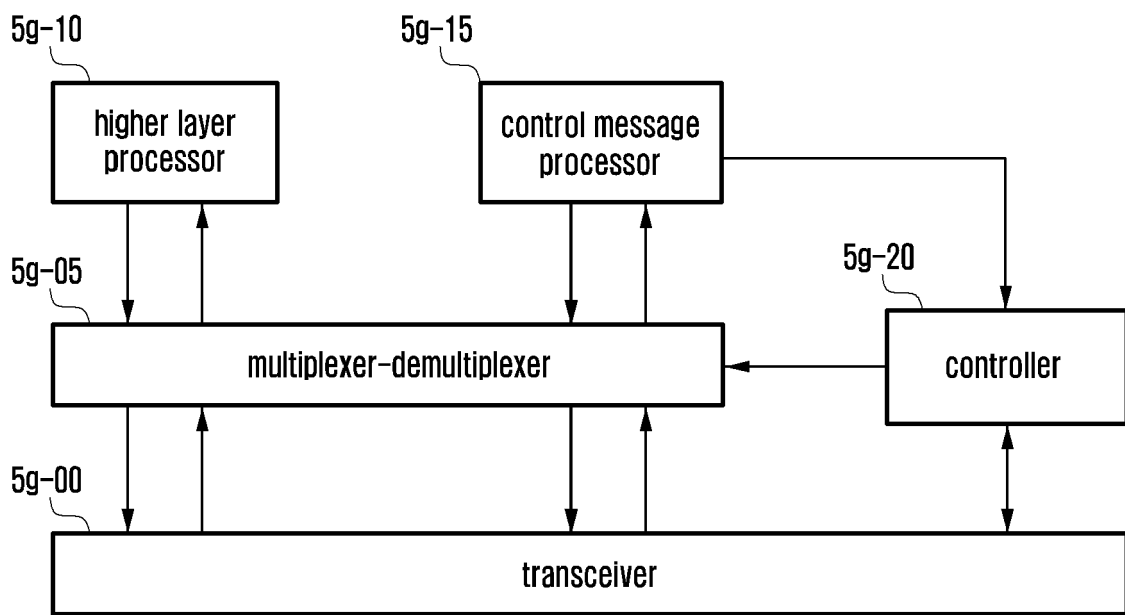 5g-10
5g-15
higher layer
processor
control message
processor
5g-05
5g-20
multiplexer-demultiplexer
controller
5g-00
transceiver